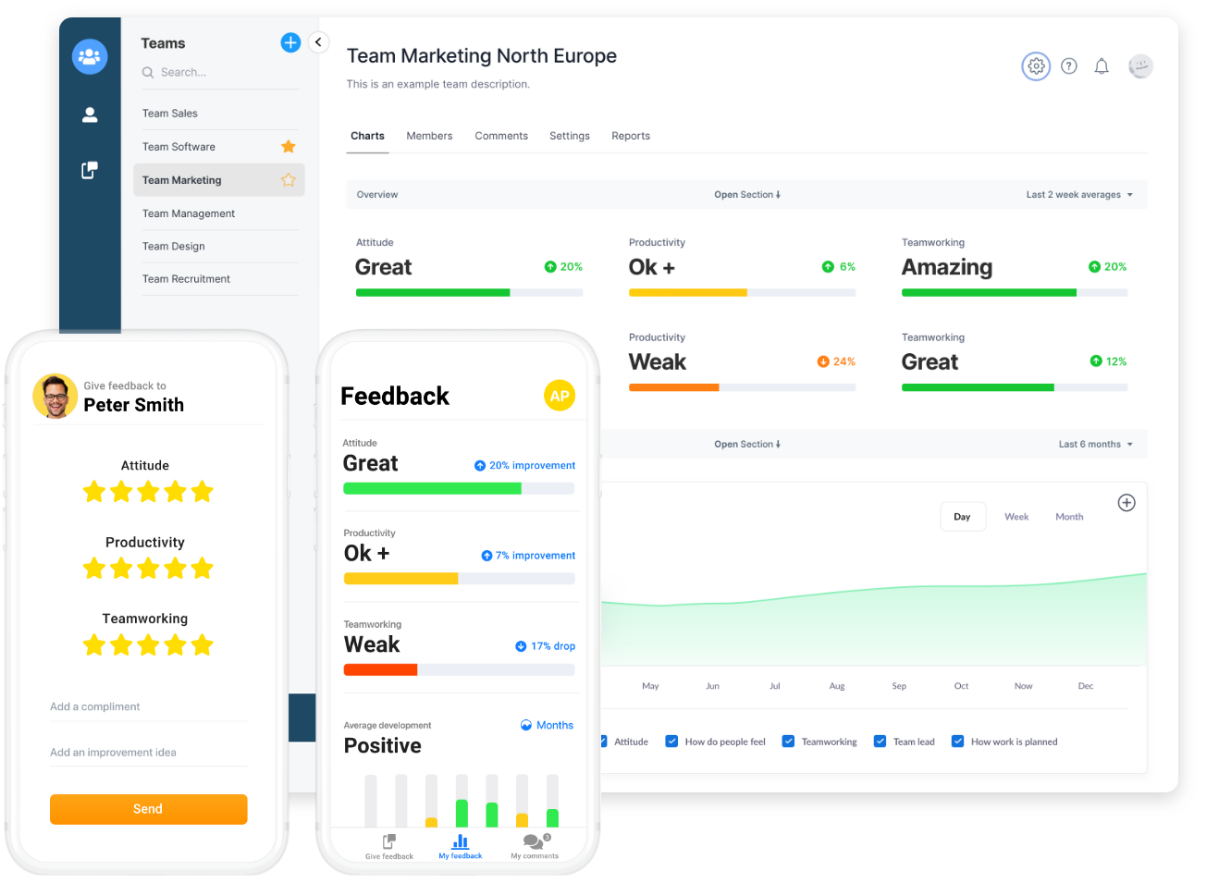 Teams
Search...
Team Sales
Team Software
Team Marketing
Team Management
Team Design
Team Recruitment
Team Marketing North Europe
This is an example team description.
Charts Members Comments Settings Reports
Overview Open Section ↓ Last 2 week averages
Attitude
Great 20%
Productivity
Ok + 6%
Teamworking
Amazing 20%
Productivity
Weak 24%
Teamworking
Great 12%
Open Section ↓ Last 6 months
Day Week Month
May Jun Jul Aug Sep Oct Now Dec
Attitude How do people feel Teamworking Team lead How work is planned
Give feedback to
Peter Smith
Attitude
Productivity
Teamworking
Add a compliment
Add an improvement idea
Send
Feedback AP
Attitude
Great 20% improvement
Productivity
Ok + 7% improvement
Teamworking
Weak 17% drop
Average development Months
Positive
Give feedback My feedback My comments 3